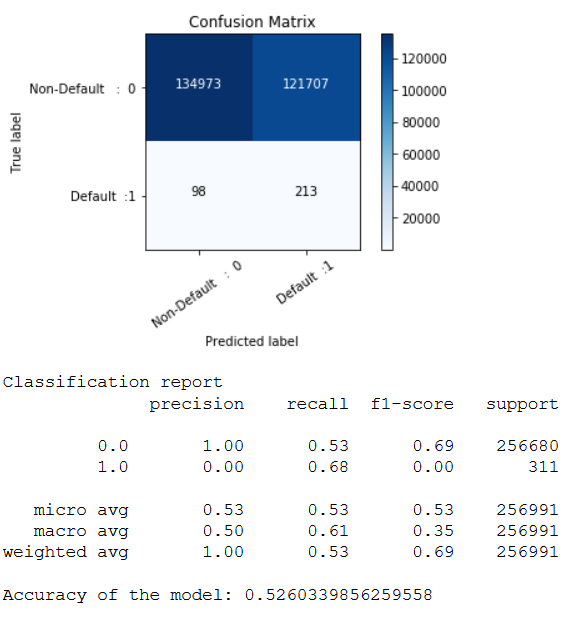 Confusion Matrix
Non-Default : 0
134973
121707
True label
Default :1
98
213
120000
100000
80000
60000
40000
20000
Non-Default : 0
Default :1
Predicted label
Classification report
precision recall f1-score support
0.0 1.00 0.53 0.69 256680
1.0 0.00 0.68 0.00 311
micro avg 0.53 0.53 0.53 256991
macro avg 0.50 0.61 0.35 256991
weighted avg 1.00 0.53 0.69 256991
Accuracy of the model: 0.5260339856259558